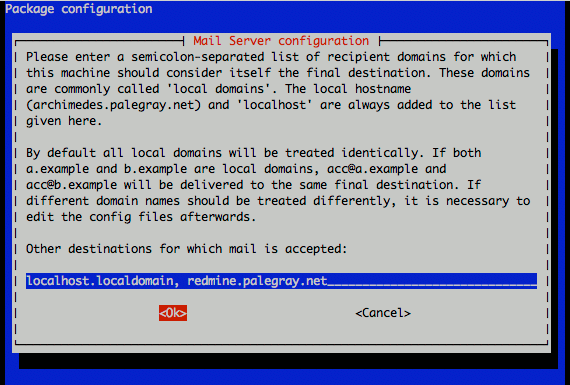 Package configuration
Mail Server configuration
Please enter a semicolon-separated list of recipient domains for which
this machine should consider itself the final destination. These domains
are commonly called 'local domains'. The local hostname
(archimedes.palegray.net) and 'localhost' are always added to the list
given here.
By default all local domains will be treated identically. If both
a.example and b.example are local domains, acc@a.example and
acc@b.example will be delivered to the same final destination. If
different domain names should be treated differently, it is necessary to
edit the config files afterwards.
Other destinations for which mail is accepted:
localhost.localdomain, redmine.palegray.net
<Ok> <Cancel>